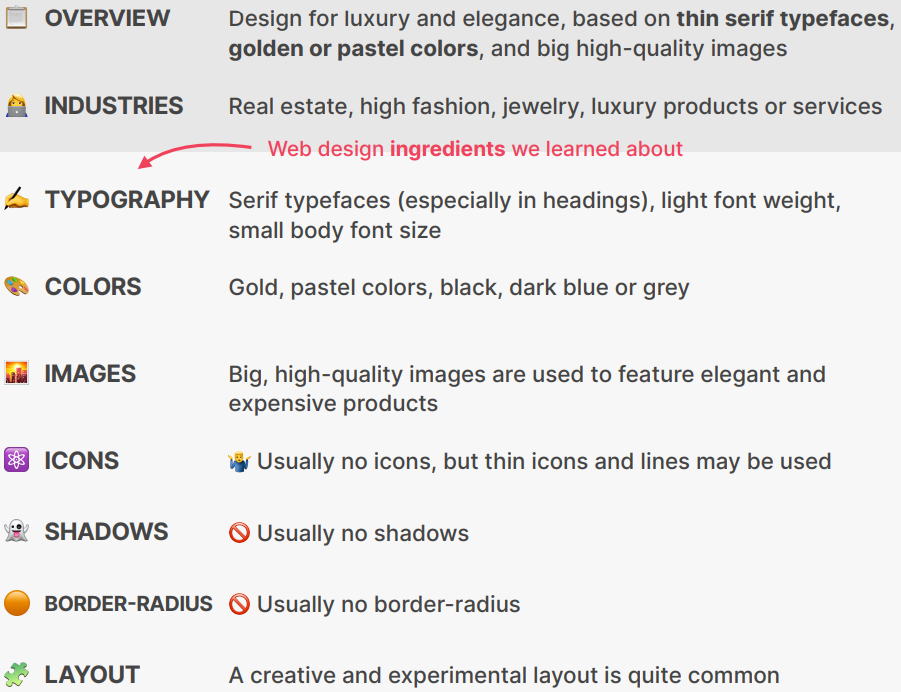 OVERVIEW Design for luxury and elegance, based on thin serif typefaces,
golden or pastel colors, and big high-quality images
INDUSTRIES Real estate, high fashion, jewelry, luxury products or services
Web design ingredients we learned about
TYPOGRAPHY Serif typefaces (especially in headings), light font weight,
small body font size
COLORS Gold, pastel colors, black, dark blue or grey
IMAGES Big, high-quality images are used to feature elegant and
expensive products
ICONS Usually no icons, but thin icons and lines may be used
SHADOWS Usually no shadows
BORDER-RADIUS Usually no border-radius
LAYOUT A creative and experimental layout is quite common